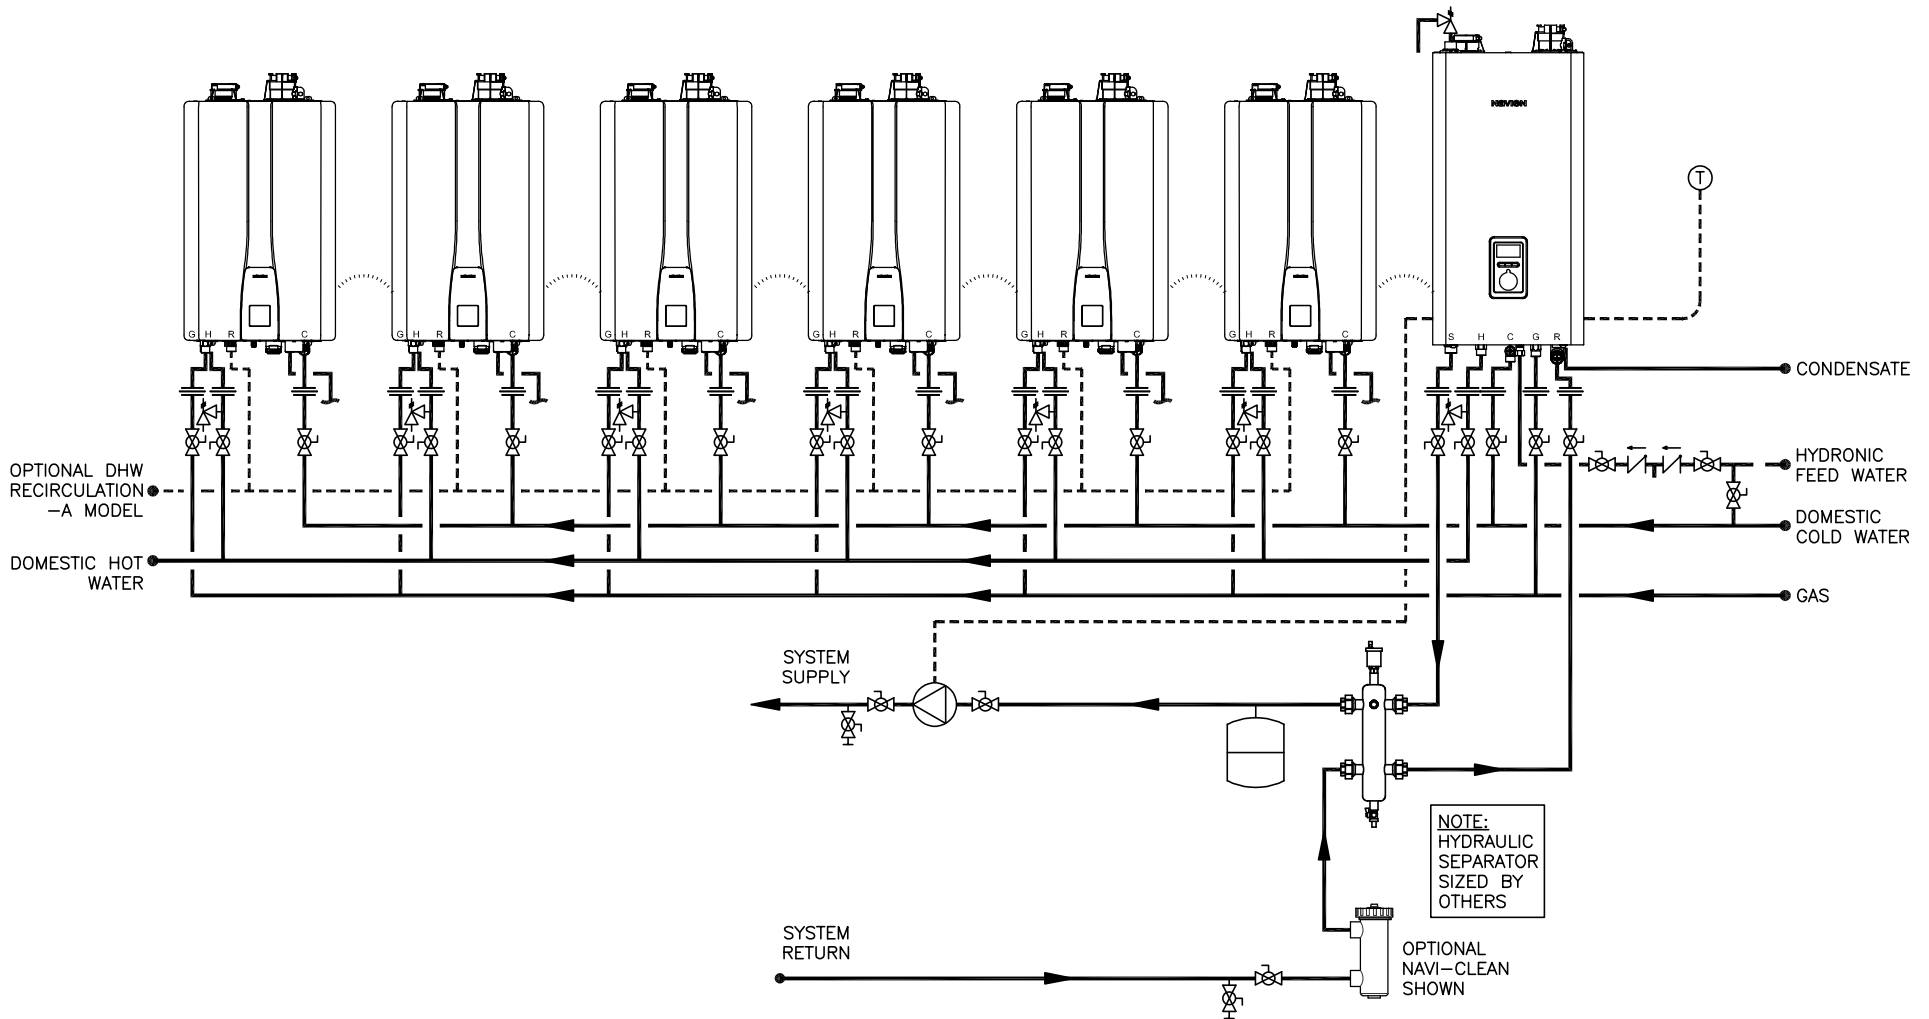 NAVIEN
T
G H R C
G H R C
G H R C
G H R C
G H R C
G H R C
S H C G R
CONDENSATE
OPTIONAL DHW
RECIRCULATION
-A MODEL
HYDRONIC
FEED WATER
DOMESTIC
COLD WATER
DOMESTIC HOT
WATER
GAS
SYSTEM
SUPPLY
NOTE:
HYDRAULIC
SEPARATOR
SIZED BY
OTHERS
SYSTEM
RETURN
OPTIONAL
NAVI-CLEAN
SHOWN